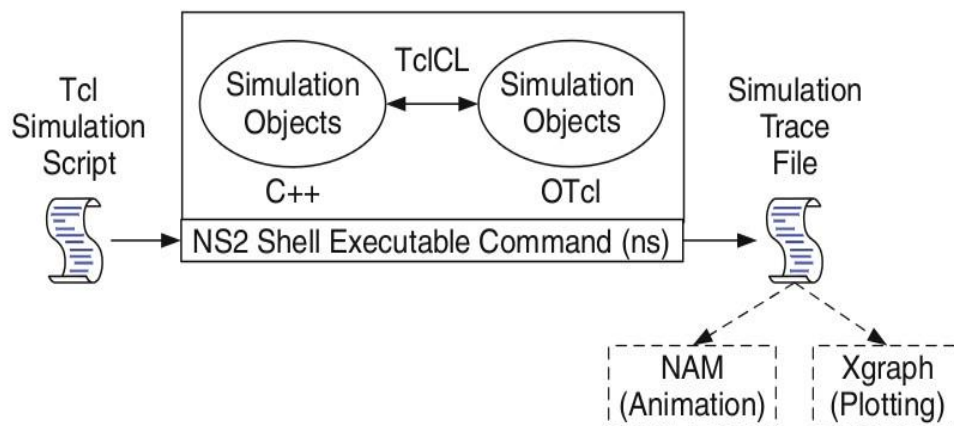 Tcl
Simulation
Script
Simulation
Objects
C++
TclCL
Simulation
Objects
OTcl
NS2 Shell Executable Command (ns)
Simulation
Trace
File
NAM
(Animation)
Xgraph
(Plotting)